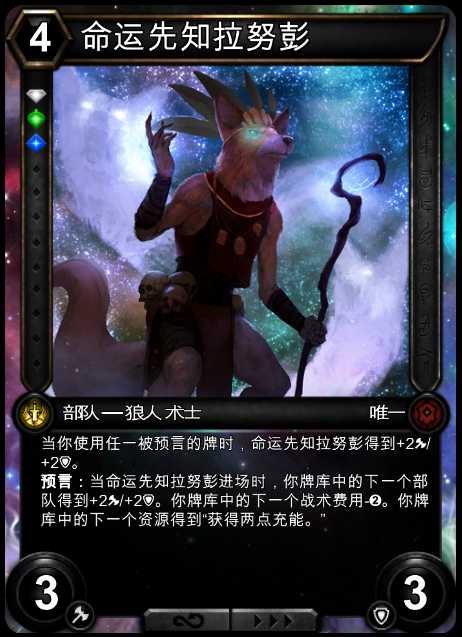 4
命运先知拉努彭
部队 — 狼人 术士
唯一
当你使用任一被预言的牌时，命运先知拉努彭得到+2/
+2。
预言：当命运先知拉努彭进场时，你牌库中的下一个部
队得到+2/+2。你牌库中的下一个战术费用-❷。你牌
库中的下一个资源得到“获得两点充能。”
3
3